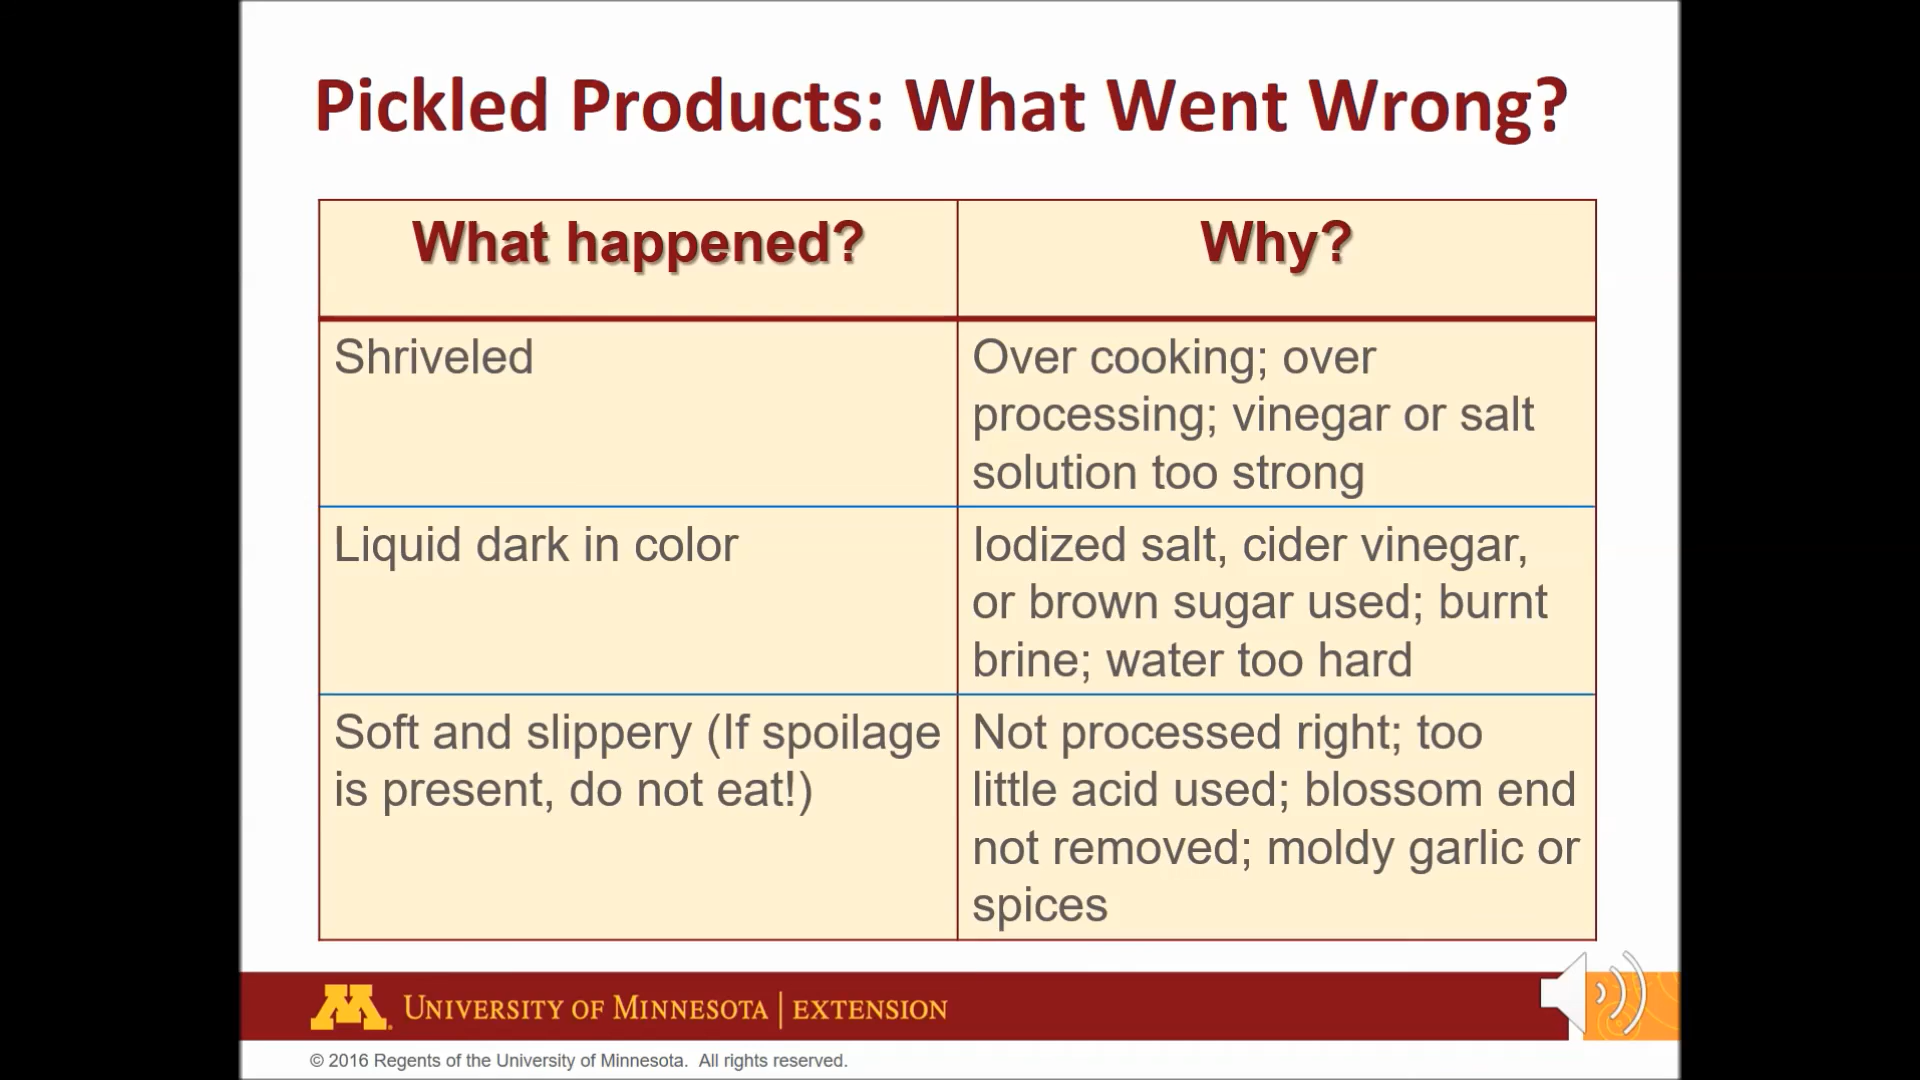 Pickled Products: What Went Wrong?
What happened?
Why?
Shriveled
Over cooking; over
processing; vinegar or salt
solution too strong
Liquid dark in color
Iodized salt, cider vinegar,
or brown sugar used; burnt
brine; water too hard
Soft and slippery (If spoilage
is present, do not eat!)
Not processed right; too
little acid used; blossom end
not removed; moldy garlic or
spices
M UNIVERSITY OF MINNESOTA | EXTENSION
© 2016 Regents of the University of Minnesota. All rights reserved.